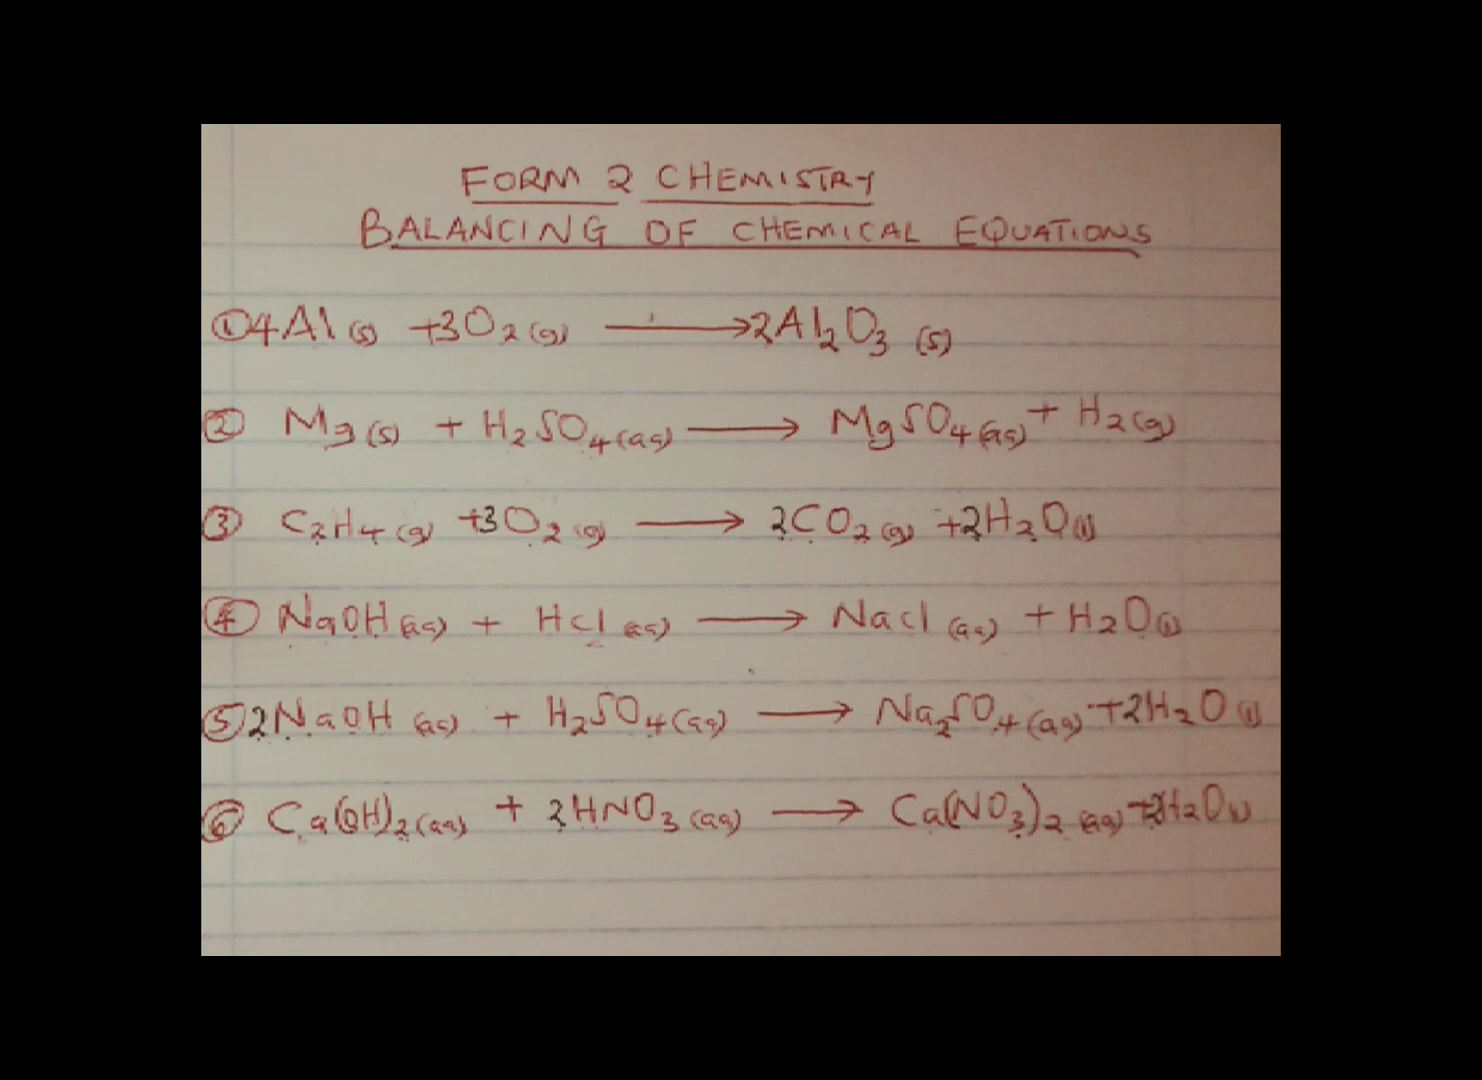 FORM 2 CHEMISTRY
BALANCING OF CHEMICAL EQUATIONS
① 4Al(s) +3O₂(g) ⟶ 2Al₂O₃ (s)
② Mg(s) + H₂SO₄(aq) ⟶ MgSO₄(aq) + H₂(g)
③ C₂H₄(g) +3O₂(g) ⟶ 2CO₂(g) +2H₂O(l)
④ NaOH(aq) + Hcl(aq) ⟶ Nacl(aq) + H₂O(l)
⑤ 2NaOH(aq) + H₂SO₄(aq) ⟶ Na₂SO₄(aq) +2H₂O(l)
⑥ Ca(OH)₂(aq) + 2HNO₃(aq) ⟶ Ca(NO₃)₂(aq) +2H₂O(l)